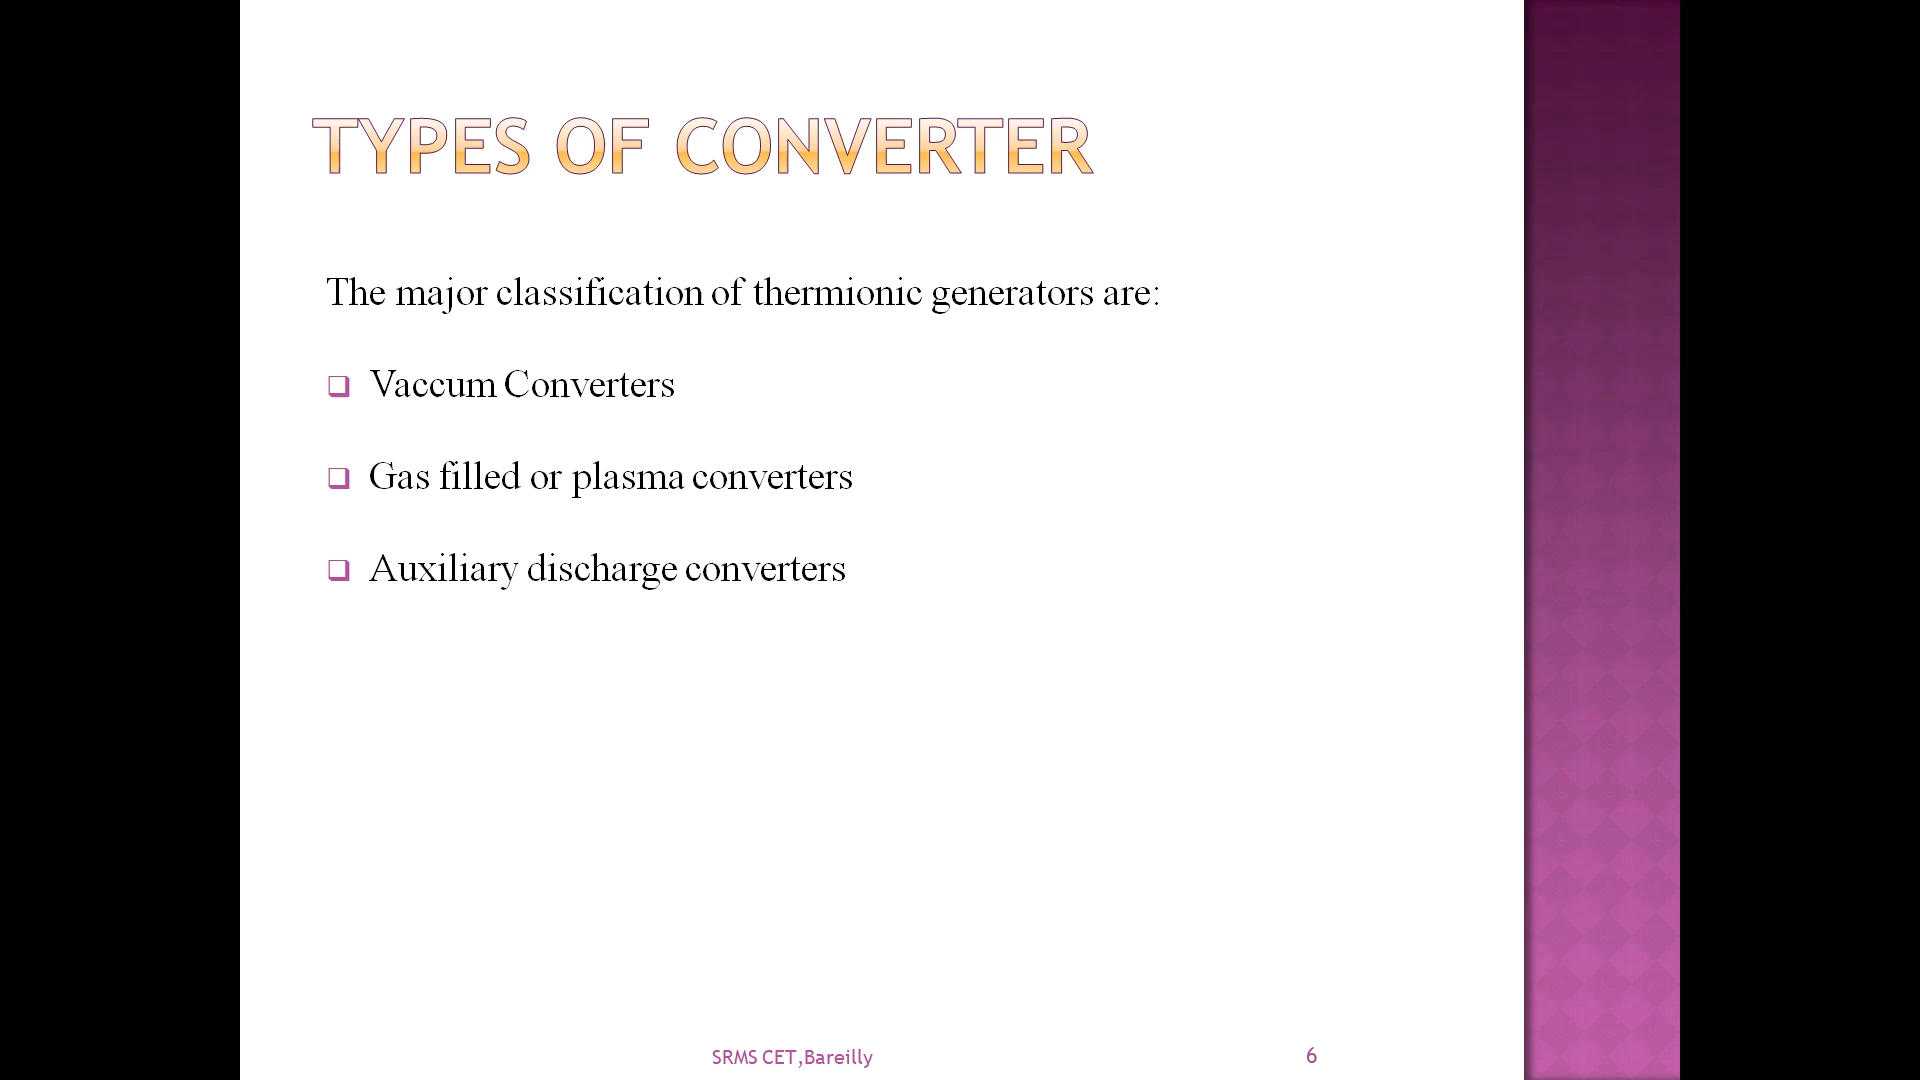 TYPES OF CONVERTER
The major classification of thermionic generators are:
Vaccum Converters
Gas filled or plasma converters
Auxiliary discharge converters
SRMS CET,Bareilly
6